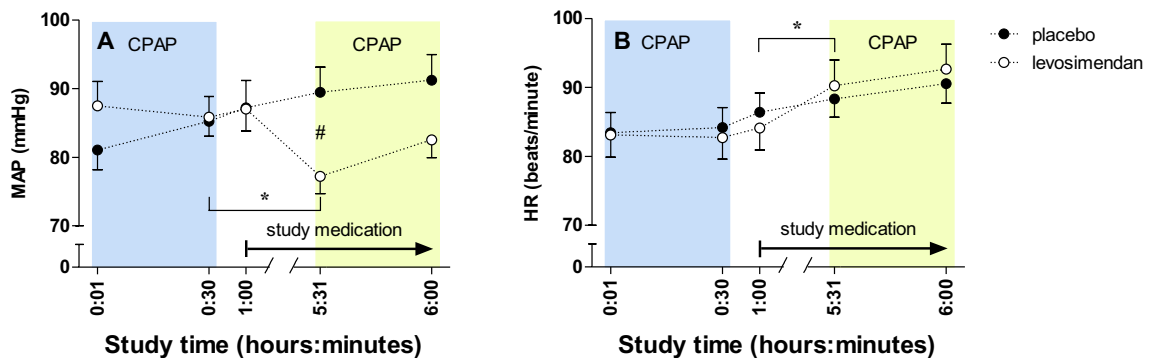 A
CPAP
CPAP
100
90
80
70
0
MAP (mmHg)
#
*
study medication
0:01
0:30
1:00
5:31
6:00
Study time (hours:minutes)
B
CPAP
CPAP
100
90
80
70
0
HR (beats/minute)
*
study medication
0:01
0:30
1:00
5:31
6:00
Study time (hours:minutes)
placebo
levosimendan